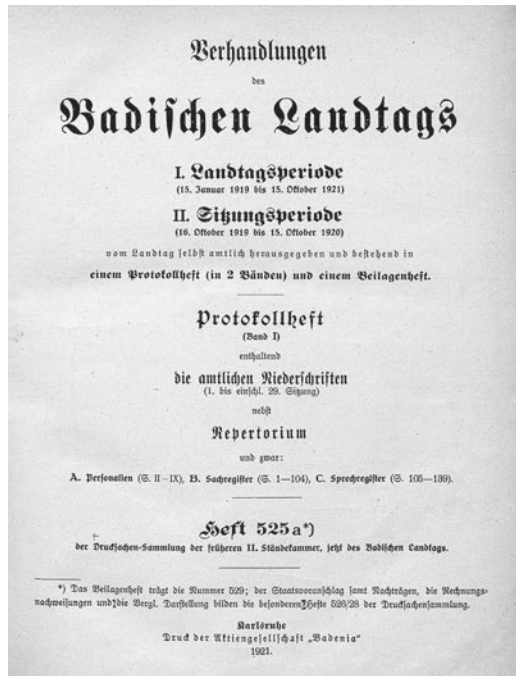 Verhandlungen
des
Badischen Landtags
I. Landtagsperiode
(15. Januar 1919 bis 15. Oktober 1921)
II. Sitzungsperiode
(16. Oktober 1919 bis 15. Oktober 1920)
vom Landtag selbst amtlich herausgegeben und bestehend in
einem Protokollheft (in 2 Bänden) und einem Beilagenheft.
Protokollheft
(Band I)
enthaltend
die amtlichen Niederschriften
(1. bis einschl. 29. Sitzung)
nebst
Repertorium
und zwar:
A. Personalien (S. II–IX), B. Sachregister (S. 1—104), C. Sprechregister (S. 105—139).
Heft 525a*)
der Drucksachen-Sammlung der früheren II. Ständekammer, jetzt des Badischen Landtags.
*) Das Beilagenheft trägt die Nummer 529; der Staatsvoranschlag samt Nachträgen, die Rechnungs-
nachweisungen und die Vergl. Darstellung bilden die besonderen Hefte 526/28 der Drucksachensammlung.
Karlsruhe
Druck der Aktiengesellschaft „Badenia"
1921.